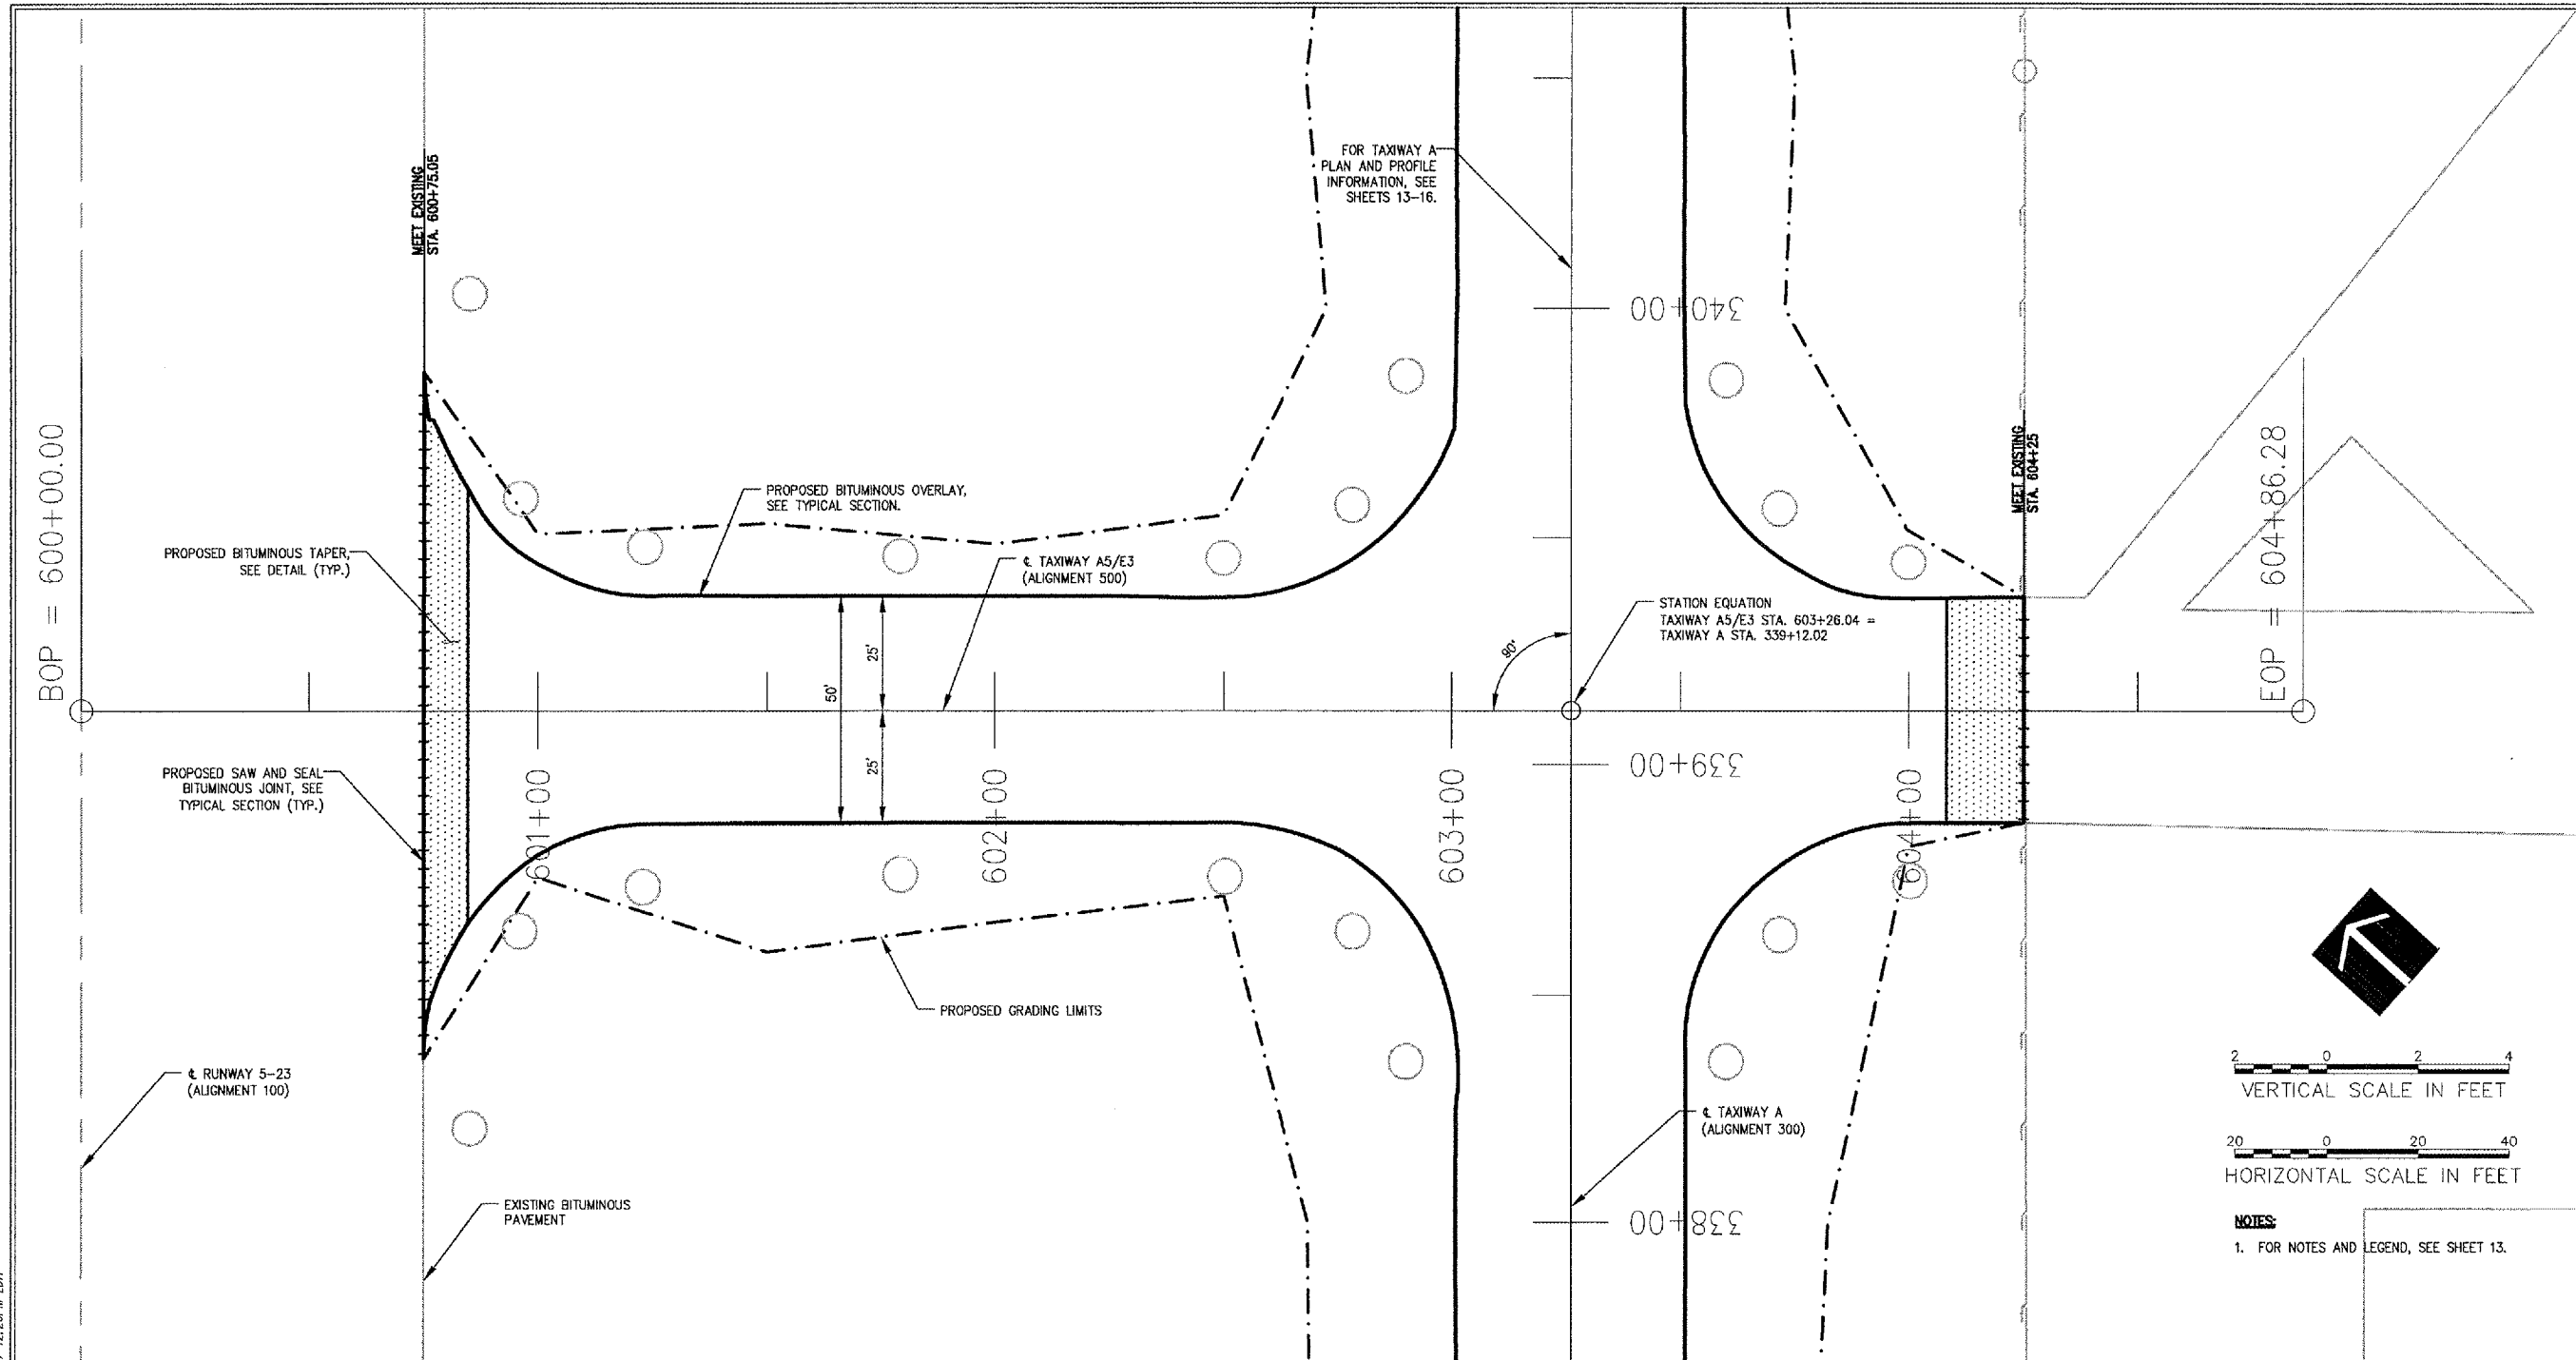 MEET EXISTING
STA. 600+75.05
FOR TAXIWAY A
PLAN AND PROFILE
INFORMATION, SEE
SHEETS 13-16.
340+00
BOP = 600+00.00
MEET EXISTING
STA. 604+25
EOP = 604+86.28
PROPOSED BITUMINOUS OVERLAY,
SEE TYPICAL SECTION.
PROPOSED BITUMINOUS TAPER,
SEE DETAIL (TYP.)
℄ TAXIWAY A5/E3
(ALIGNMENT 500)
STATION EQUATION
TAXIWAY A5/E3 STA. 603+26.04 =
TAXIWAY A STA. 339+12.02
25'
50'
90°
25'
339+00
PROPOSED SAW AND SEAL
BITUMINOUS JOINT, SEE
TYPICAL SECTION (TYP.)
601+00
602+00
603+00
604+00
PROPOSED GRADING LIMITS
℄ RUNWAY 5-23
(ALIGNMENT 100)
℄ TAXIWAY A
(ALIGNMENT 300)
EXISTING BITUMINOUS
PAVEMENT
338+00
2 0 2 4
VERTICAL SCALE IN FEET
20 0 20 40
HORIZONTAL SCALE IN FEET
NOTES:
1. FOR NOTES AND LEGEND, SEE SHEET 13.